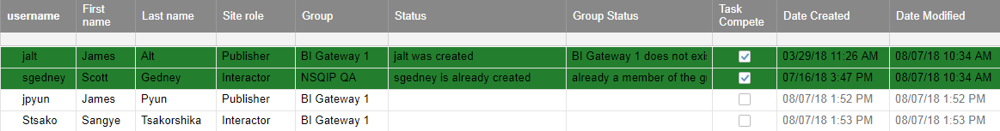 username First name Last name Site role Group Status Group Status Task Compete Date Created Date Modified
jalt James Alt Publisher BI Gateway 1 jalt was created BI Gateway 1 does not exis 03/29/18 11:26 AM 08/07/18 10:34 AM
sgedney Scott Gedney Interactor NSQIP QA sgedney is already created already a member of the gr 07/16/18 3:47 PM 08/07/18 10:34 AM
jpyun James Pyun Publisher BI Gateway 1 08/07/18 1:52 PM 08/07/18 1:52 PM
Stsako Sangye Tsakorshika Interactor BI Gateway 1 08/07/18 1:53 PM 08/07/18 1:53 PM